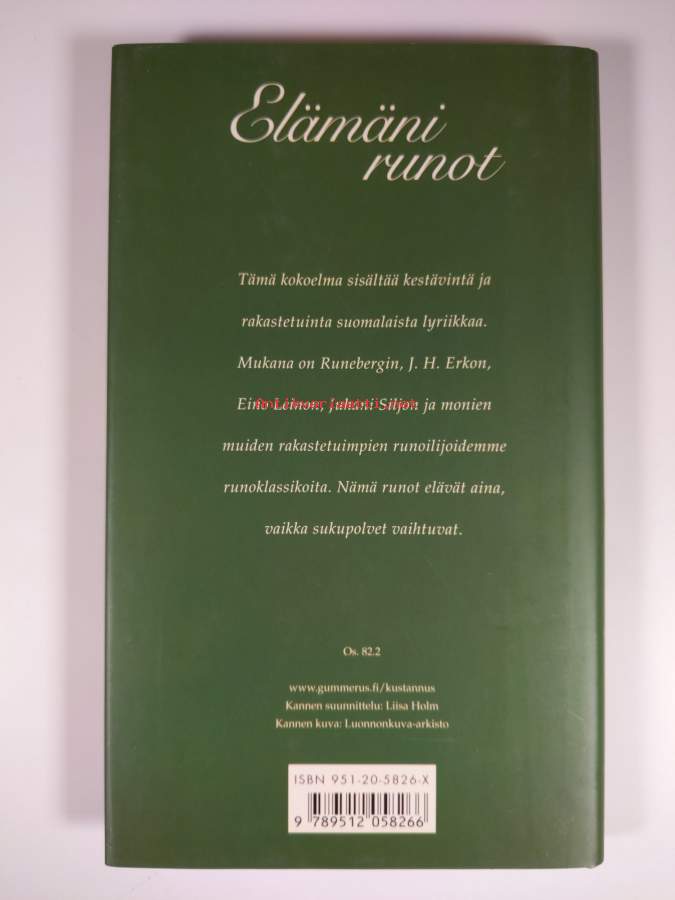 Elämäni
runot
Tämä kokoelma sisältää kestävintä ja
rakastetuinta suomalaista lyriikkaa.
Mukana on Runebergin, J. H. Erkon,
Eino Leinon, Juhani Siljon ja monien
muiden rakastetuimpien runoilijoidemme
runoklassikoita. Nämä runot elävät aina,
vaikka sukupolvet vaihtuvat.
Os. 82.2
www.gummerus.fi/kustannus
Kannen suunnittelu: Liisa Holm
Kannen kuva: Luonnonkuva-arkisto
ISBN 951-20-5826-X
9 789512 058266